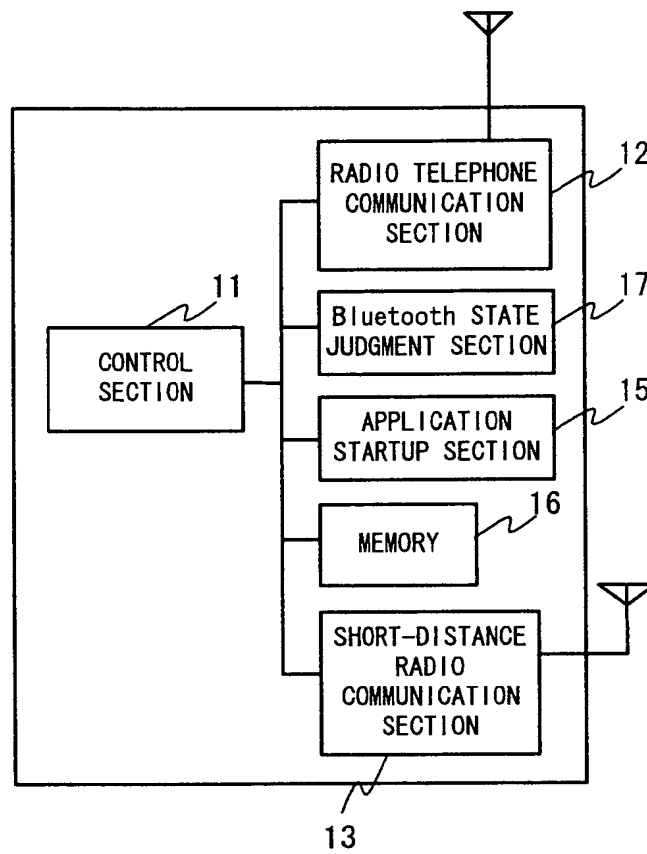 RADIO TELEPHONE
COMMUNICATION
SECTION
12
11
CONTROL
SECTION
Bluetooth STATE
JUDGMENT SECTION
17
APPLICATION
STARTUP SECTION
15
MEMORY
16
SHORT-DISTANCE
RADIO
COMMUNICATION
SECTION
13